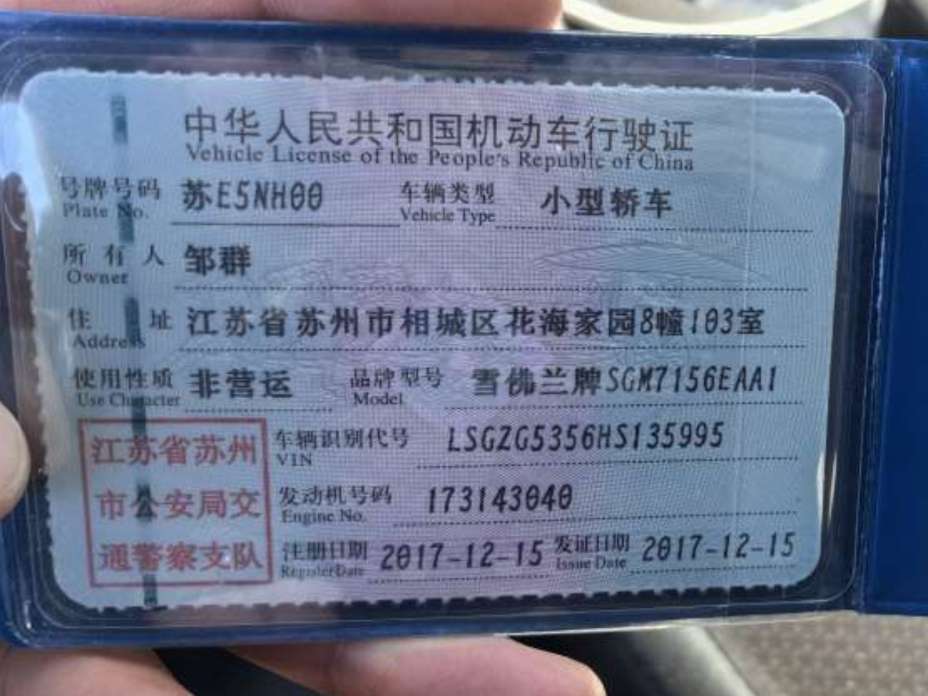 中华人民共和国机动车行驶证
Vehicle License of the People's Republic of China
号牌号码 苏E5NH00 车辆类型 小型轿车
Plate No. Vehicle Type
所有人 邹群
Owner
住址 江苏省苏州市相城区花海家园8幢103室
Address
使用性质 非营运 品牌型号 雪佛兰牌SGM7156EAA1
Use Character Model
车辆识别代号 LSGZG5356HS135995
VIN
发动机号码 173143040
Engine No.
注册日期 2017-12-15 发证日期 2017-12-15
Register Date Issue Date
江苏省苏州
市公安局交
通警察支队